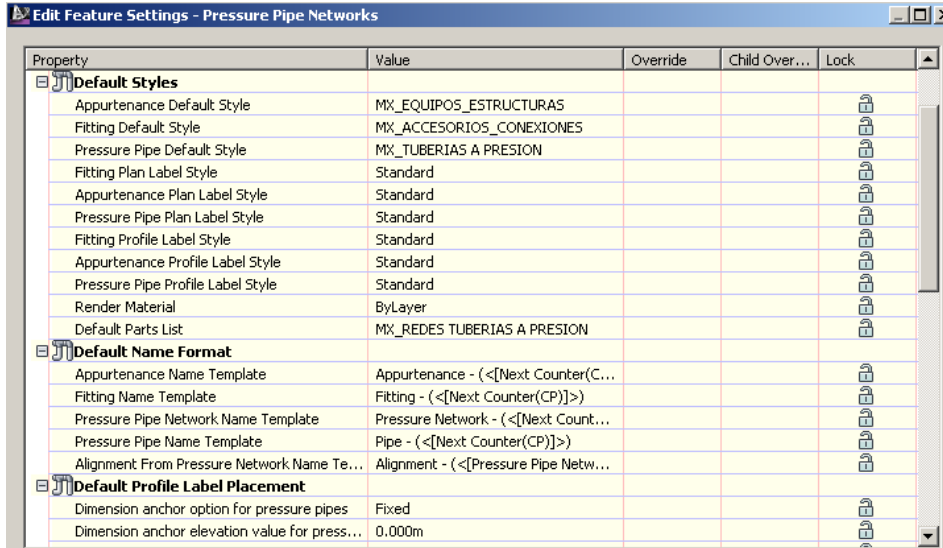 Edit Feature Settings - Pressure Pipe Networks
Property Value Override Child Over... Lock
Default Styles
Appurtenance Default Style MX_EQUIPOS_ESTRUCTURAS
Fitting Default Style MX_ACCESORIOS_CONEXIONES
Pressure Pipe Default Style MX_TUBERIAS A PRESION
Fitting Plan Label Style Standard
Appurtenance Plan Label Style Standard
Pressure Pipe Plan Label Style Standard
Fitting Profile Label Style Standard
Appurtenance Profile Label Style Standard
Pressure Pipe Profile Label Style Standard
Render Material ByLayer
Default Parts List MX_REDES TUBERIAS A PRESION
Default Name Format
Appurtenance Name Template Appurtenance - (<[Next Counter(C...
Fitting Name Template Fitting - (<[Next Counter(CP)]>)
Pressure Pipe Network Name Template Pressure Network - (<[Next Count...
Pressure Pipe Name Template Pipe - (<[Next Counter(CP)]>)
Alignment From Pressure Network Name Te... Alignment - (<[Pressure Pipe Netw...
Default Profile Label Placement
Dimension anchor option for pressure pipes Fixed
Dimension anchor elevation value for press... 0.000m